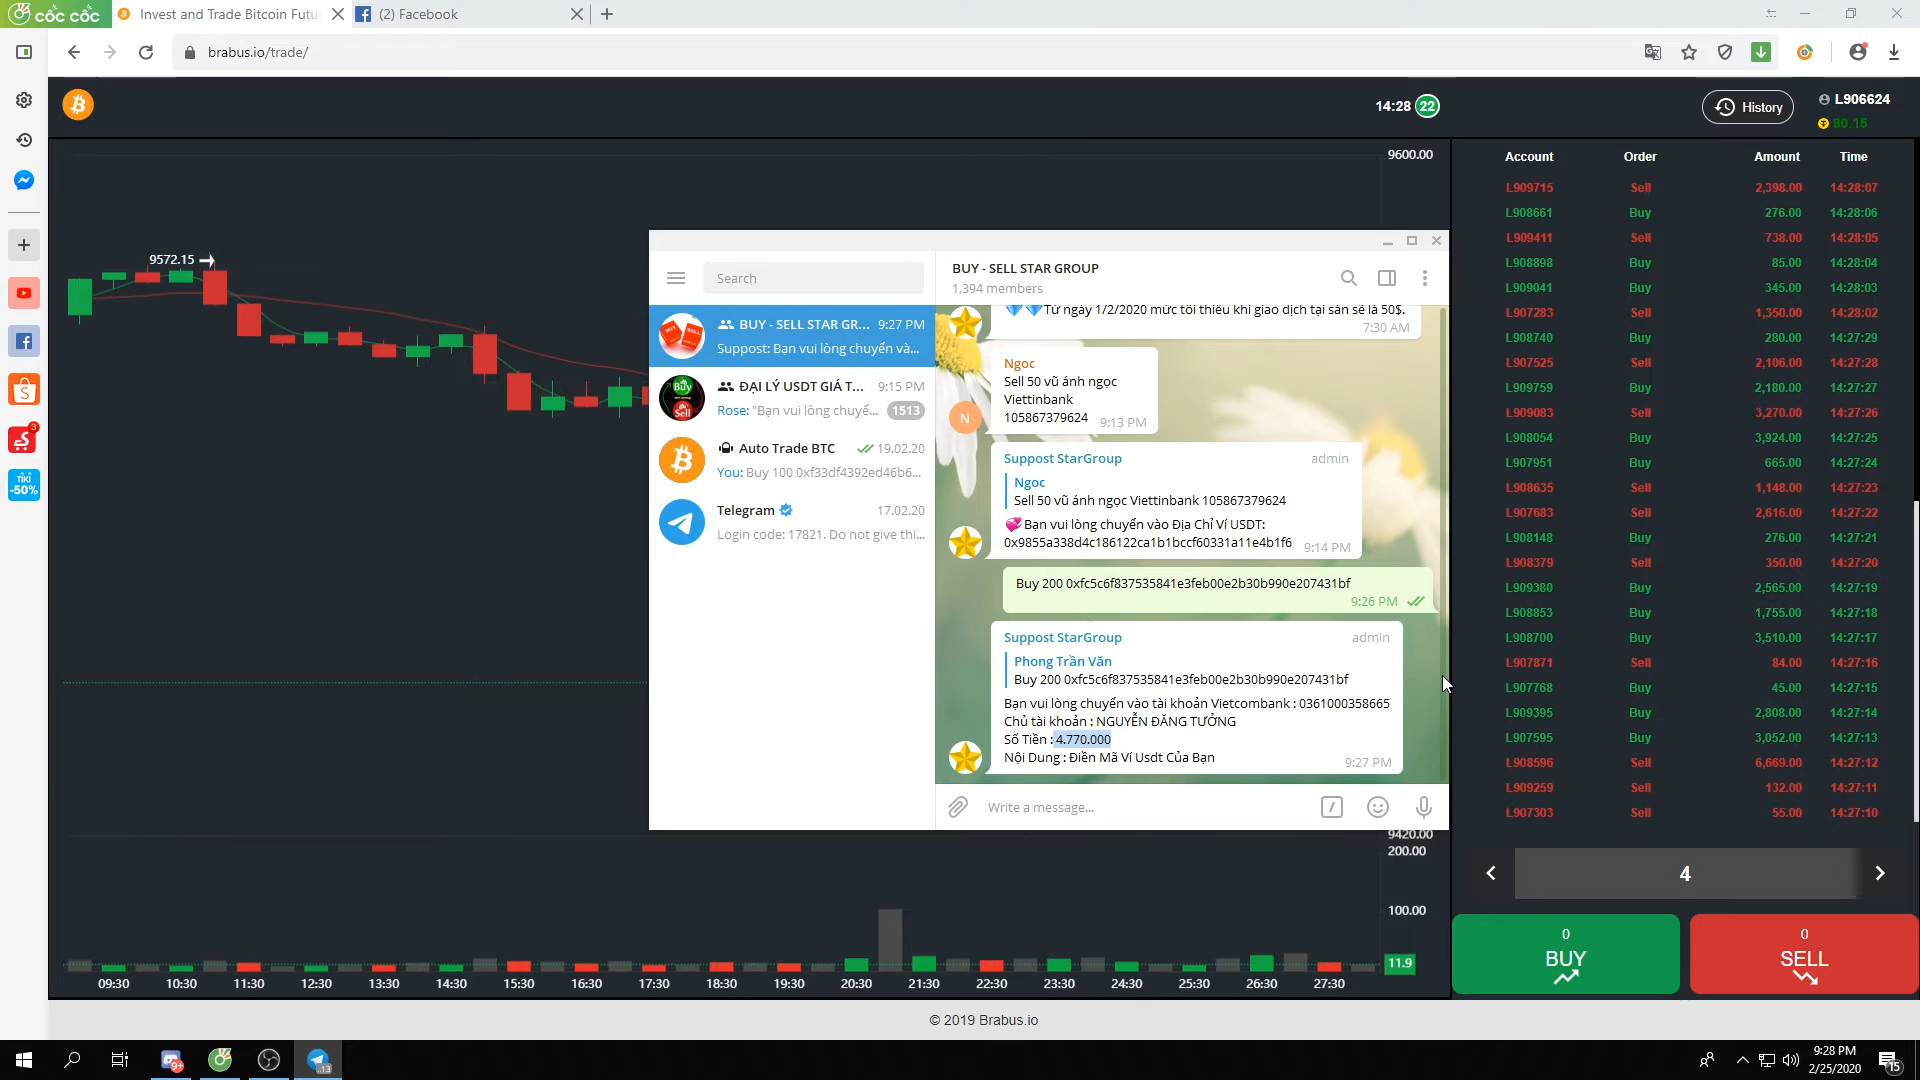 cốc cốc
Invest and Trade Bitcoin Futu
(2) Facebook
brabus.io/trade/
14:28 22
History
L906624
80.15
9600.00
9572.15
9420.00
200.00
100.00
11.9
09:30 10:30 11:30 12:30 13:30 14:30 15:30 16:30 17:30 18:30 19:30 20:30 21:30 22:30 23:30 24:30 25:30 26:30 27:30
Account Order Amount Time
L909715 Sell 2,398.00 14:28:07
L908661 Buy 276.00 14:28:06
L909411 Sell 738.00 14:28:05
L908898 Buy 85.00 14:28:04
L909041 Buy 345.00 14:28:03
L907283 Sell 1,350.00 14:28:02
L908740 Buy 280.00 14:27:29
L907525 Sell 2,106.00 14:27:28
L909759 Buy 2,180.00 14:27:27
L909083 Sell 3,270.00 14:27:26
L908054 Buy 3,924.00 14:27:25
L907951 Buy 665.00 14:27:24
L908635 Sell 1,148.00 14:27:23
L907683 Sell 2,616.00 14:27:22
L908148 Buy 276.00 14:27:21
L908379 Sell 350.00 14:27:20
L909380 Buy 2,565.00 14:27:19
L908853 Buy 1,755.00 14:27:18
L908700 Buy 3,510.00 14:27:17
L907871 Sell 84.00 14:27:16
L907768 Buy 45.00 14:27:15
L909395 Buy 2,808.00 14:27:14
L907595 Buy 3,052.00 14:27:13
L908596 Sell 6,669.00 14:27:12
L909259 Sell 132.00 14:27:11
L907303 Sell 55.00 14:27:10
4
0
BUY
0
SELL
Search
BUY - SELL STAR GR... 9:27 PM
Suppost: Bạn vui lòng chuyển và...
ĐẠI LÝ USDT GIÁ T... 9:15 PM
Rose: "Bạn vui lòng chuyể... 1513
Buy
Sell
Auto Trade BTC 19.02.20
You: Buy 100 0xf33df4392ed46b6...
Telegram 17.02.20
Login code: 17821. Do not give thi...
BUY - SELL STAR GROUP
1,394 members
Từ ngày 1/2/2020 mức tối thiểu khi giao dịch tại sàn sẽ là 50$.
7:30 AM
Ngoc
Sell 50 vũ ánh ngọc
Viettinbank
105867379624 9:13 PM
N
Suppost StarGroup admin
Ngoc
Sell 50 vũ ánh ngọc Viettinbank 105867379624
Bạn vui lòng chuyển vào Địa Chỉ Ví USDT:
0x9855a338d4c186122ca1b1bccf60331a11e4b1f6 9:14 PM
Buy 200 0xfc5c6f837535841e3feb00e2b30b990e207431bf
9:26 PM
Suppost StarGroup admin
Phong Trần Văn
Buy 200 0xfc5c6f837535841e3feb00e2b30b990e207431bf
Bạn vui lòng chuyển vào tài khoản Vietcombank : 0361000358665
Chủ tài khoản : NGUYỄN ĐĂNG TƯỞNG
Số Tiền : 4.770.000
Nội Dung : Điền Mã Ví Usdt Của Bạn 9:27 PM
Write a message...
3
TIKI
-50%
© 2019 Brabus.io
9+
..13
9:28 PM
2/25/2020
15